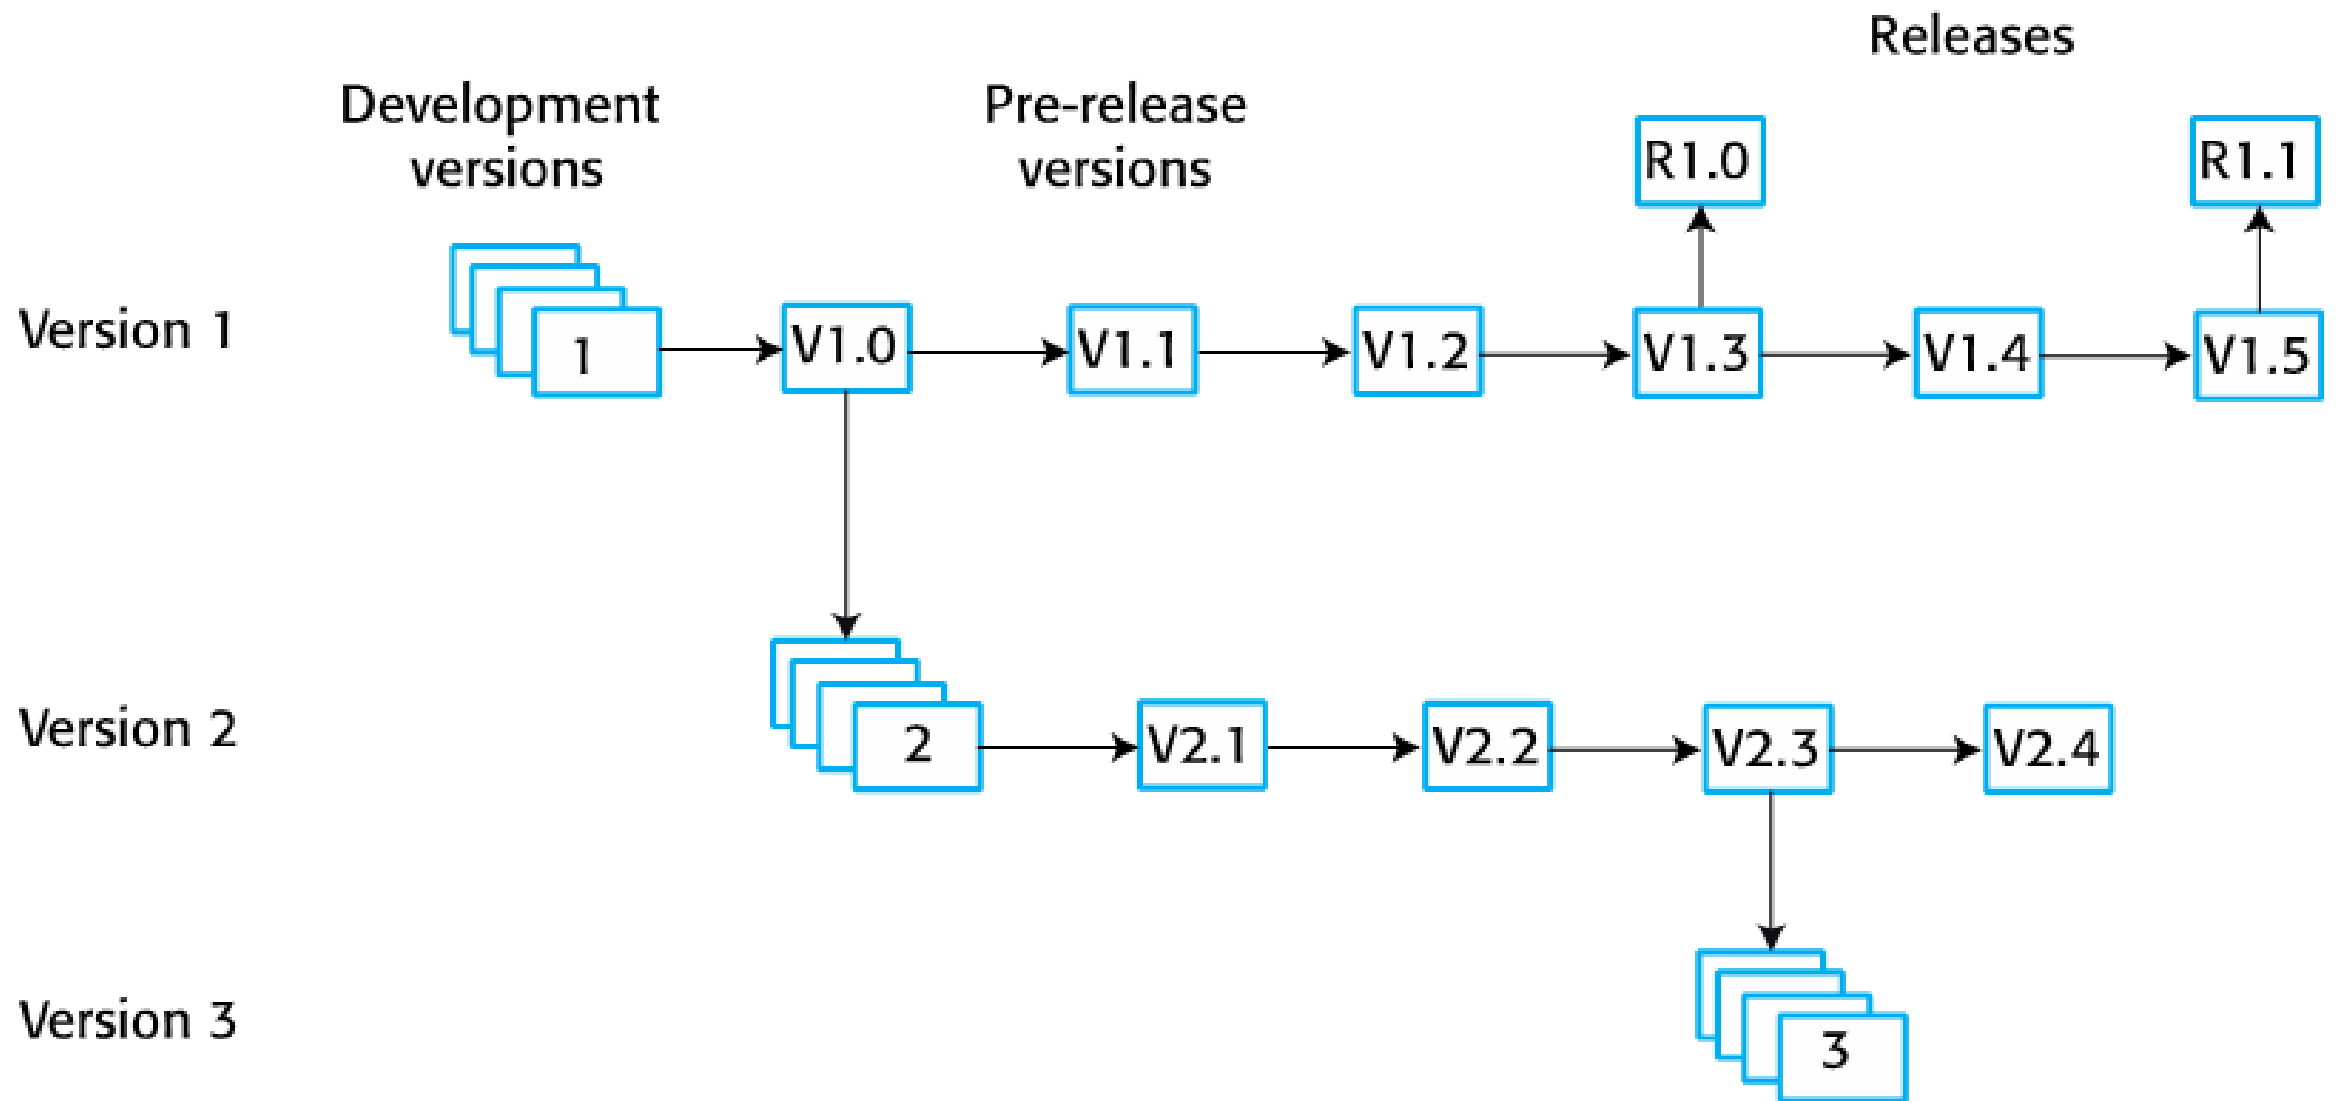 Releases
Development
versions
Pre-release
versions
R1.0
R1.1
Version 1
1
V1.0
V1.1
V1.2
V1.3
V1.4
V1.5
Version 2
2
V2.1
V2.2
V2.3
V2.4
Version 3
3